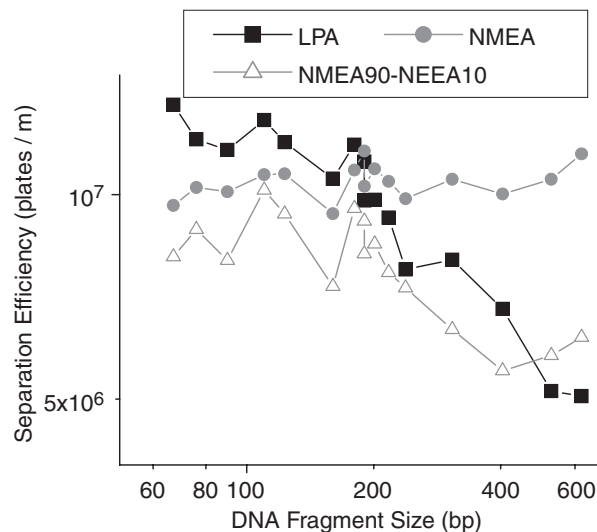 LPA
NMEA
NMEA90-NEEA10
Separation Efficiency (plates / m)
10⁷
5x10⁶
60 80 100 200 400 600
DNA Fragment Size (bp)